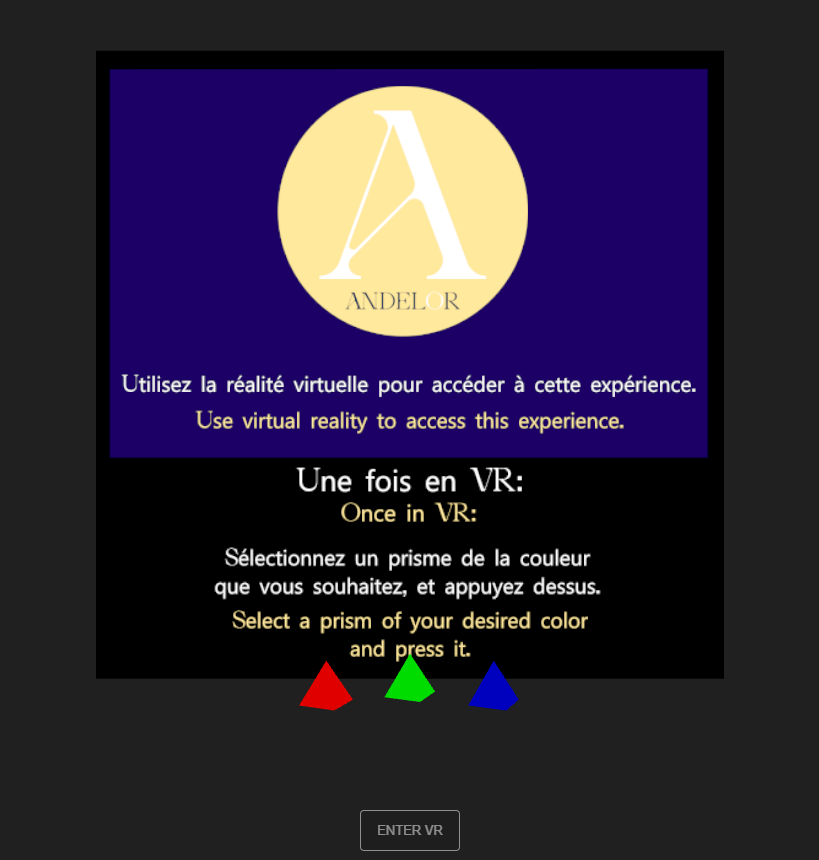 A
ANDELOR
Utilisez la réalité virtuelle pour accéder à cette expérience.
Use virtual reality to access this experience.
Une fois en VR:
Once in VR:
Sélectionnez un prisme de la couleur
que vous souhaitez, et appuyez dessus.
Select a prism of your desired color
and press it.
ENTER VR